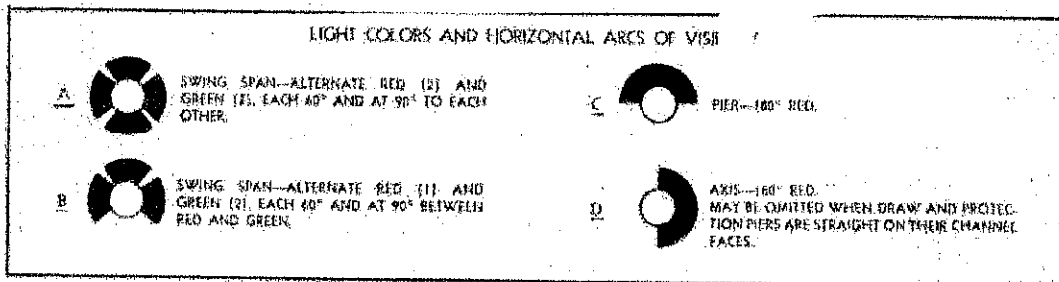 LIGHT COLORS AND HORIZONTAL ARCS OF VISI
A
SWING SPAN—ALTERNATE RED (2) AND
GREEN (2), EACH 60° AND AT 90° TO EACH
OTHER.
B
SWING SPAN—ALTERNATE RED (1) AND
GREEN (2), EACH 60° AND AT 90° BETWEEN
RED AND GREEN.
C
PIER—180° RED.
D
AXIS—180° RED.
MAY BE OMITTED WHEN DRAW AND PROTEC-
TION PIERS ARE STRAIGHT ON THEIR CHANNEL
FACES.